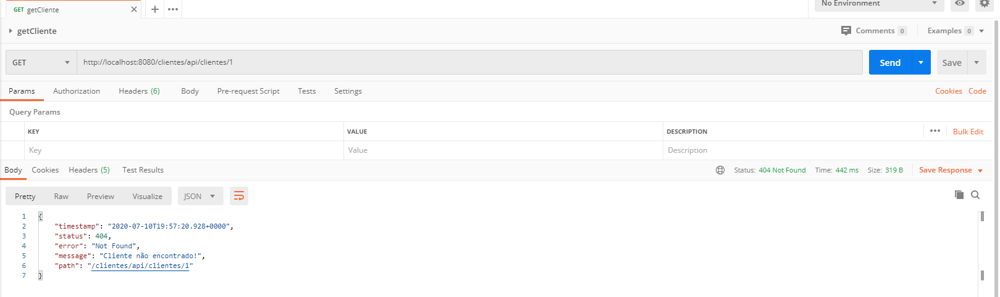 GET getCliente
No Environment
getCliente
Comments 0 Examples 0
GET http://localhost:8080/clientes/api/clientes/1 Send Save
Params Authorization Headers (6) Body Pre-request Script Tests Settings Cookies Code
Query Params
KEY VALUE DESCRIPTION Bulk Edit
Key Value Description
Body Cookies Headers (5) Test Results Status: 404 Not Found Time: 442 ms Size: 319 B Save Response
Pretty Raw Preview Visualize JSON
1 {
2 "timestamp": "2020-07-10T19:57:20.928+0000",
3 "status": 404,
4 "error": "Not Found",
5 "message": "Cliente não encontrado!",
6 "path": "/clientes/api/clientes/1"
7 }